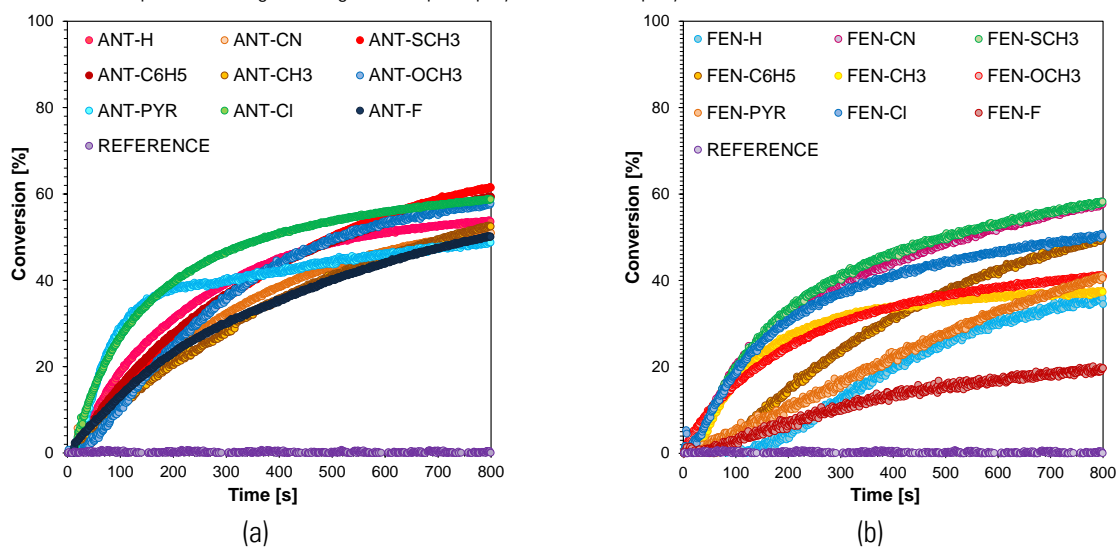 100
80
60
40
20
0
Conversion [%]
ANT-H ANT-CN ANT-SCH3
ANT-C6H5 ANT-CH3 ANT-OCH3
ANT-PYR ANT-Cl ANT-F
REFERENCE
0 100 200 300 400 500 600 700 800
Time [s]
(a)
100
80
60
40
20
0
Conversion [%]
FEN-H FEN-CN FEN-SCH3
FEN-C6H5 FEN-CH3 FEN-OCH3
FEN-PYR FEN-Cl FEN-F
REFERENCE
0 100 200 300 400 500 600 700 800
Time [s]
(b)